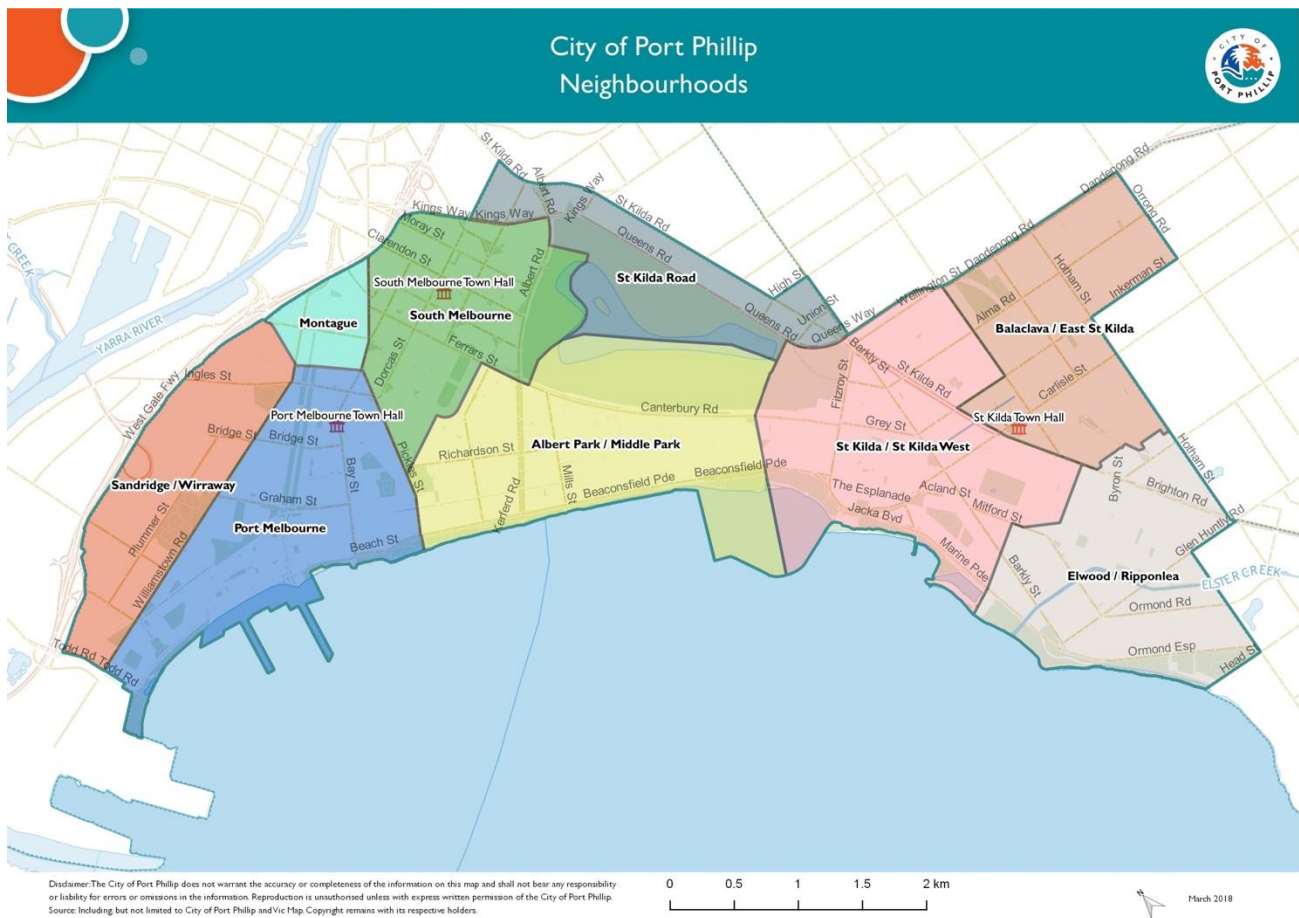 City of Port Phillip
Neighbourhoods
CITY OF
PORT PHILLIP
St Kilda Rd
Albert Rd
Kings Way
Kings Way Kings Way
St Kilda Rd
Dandenong Rd
Orrong Rd
Moray St
Clarendon St
Queens Rd
Albert Rd
South Melbourne Town Hall
South Melbourne
St Kilda Road
High St
Wellington St
Dandenong Rd
Hotham St
Inkerman St
CREEK
YARRA RIVER
Montague
Union St
Queens Rd
Queens Way
Alma Rd
Balaclava / East St Kilda
Ferrars St
Dorcas St
Barkly St
St Kilda Rd
Fitzroy St
Carlisle St
West Gate Fwy
Ingles St
Port Melbourne Town Hall
Canterbury Rd
Grey St
St Kilda Town Hall
Bridge St
Bridge St
Richardson St
Albert Park / Middle Park
St Kilda / St Kilda West
Hotham St
Pickles St
Bay St
Sandridge / Wirraway
Mills St
Beaconsfield Pde
Beaconsfield Pde
The Esplanade
Acland St
Mitford St
Byron St
Brighton Rd
Graham St
Kerferd Rd
Jacka Bvd
Plummer St
Port Melbourne
Beach St
Marine Pde
Glen Huntly Rd
Williamstown Rd
Barkly St
Elwood / Ripponlea
ELSTER CREEK
Ormond Rd
Todd Rd Todd Rd
Ormond Esp
Head S
Disclaimer: The City of Port Phillip does not warrant the accuracy or completeness of the information on this map and shall not bear any responsibility
or liability for errors or omissions in the information. Reproduction is unauthorised unless with express written permission of the City of Port Phillip.
Source: Including but not limited to City of Port Phillip and Vic Map. Copyright remains with its respective holders.
0 0.5 1 1.5 2 km
N
March 2018